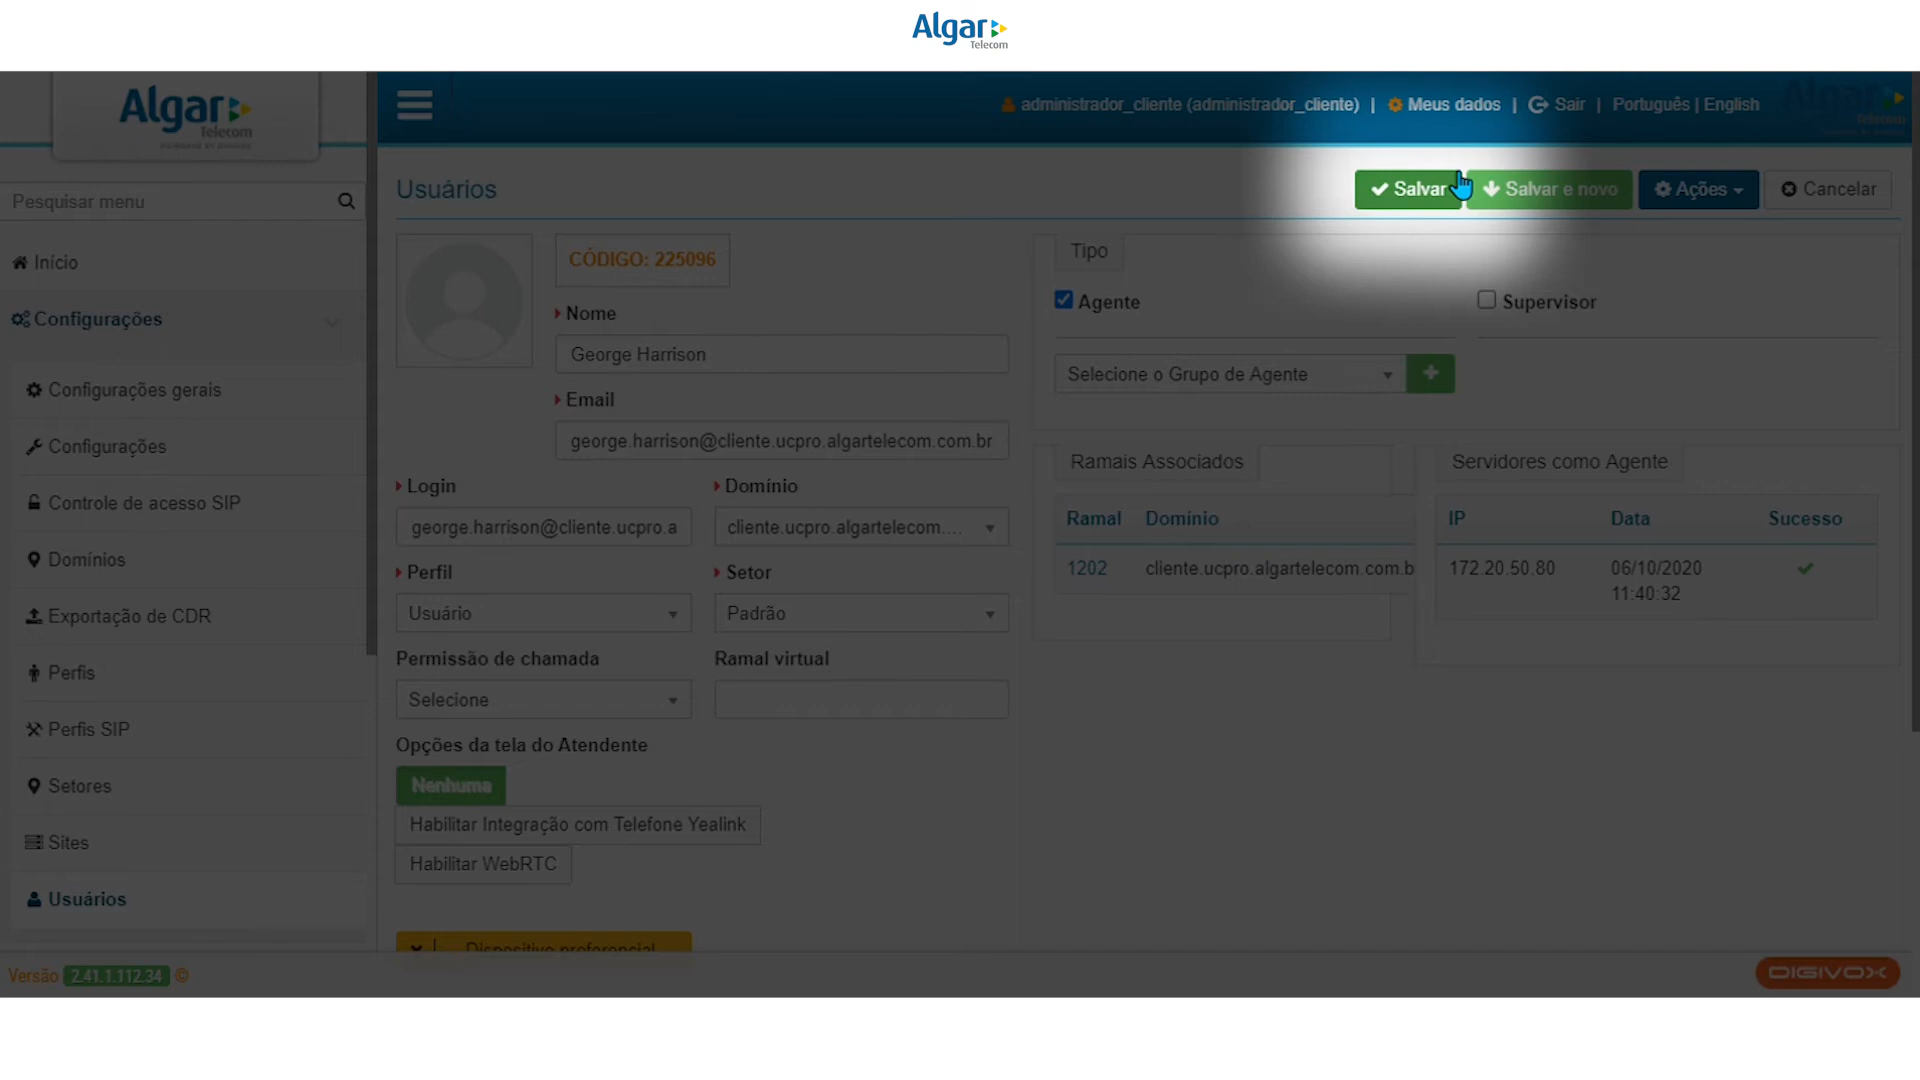 Algar
Telecom
Algar
Telecom
administrador_cliente (administrador_cliente) | Meus dados | Sair | Português | English
Pesquisar menu
Usuários
Salvar
Salvar e novo
Ações
Cancelar
Início
Configurações
Configurações gerais
Configurações
Controle de acesso SIP
Domínios
Exportação de CDR
Perfis
Perfis SIP
Setores
Sites
Usuários
CÓDIGO: 225096
Nome
George Harrison
Email
george.harrison@cliente.ucpro.algartelecom.com.br
Login
Domínio
george.harrison@cliente.ucpro.a
cliente.ucpro.algartelecom....
Perfil
Setor
Usuário
Padrão
Permissão de chamada
Ramal virtual
Selecione
Opções da tela do Atendente
Nenhuma
Habilitar Integração com Telefone Yealink
Habilitar WebRTC
Dispositivo preferencial
Tipo
Agente
Supervisor
Selecione o Grupo de Agente
Ramais Associados
Ramal Domínio
1202 cliente.ucpro.algartelecom.com.b
Servidores como Agente
IP Data Sucesso
172.20.50.80 06/10/2020
11:40:32
Versão 2.41.1.112.34 ©
DIGIVOX